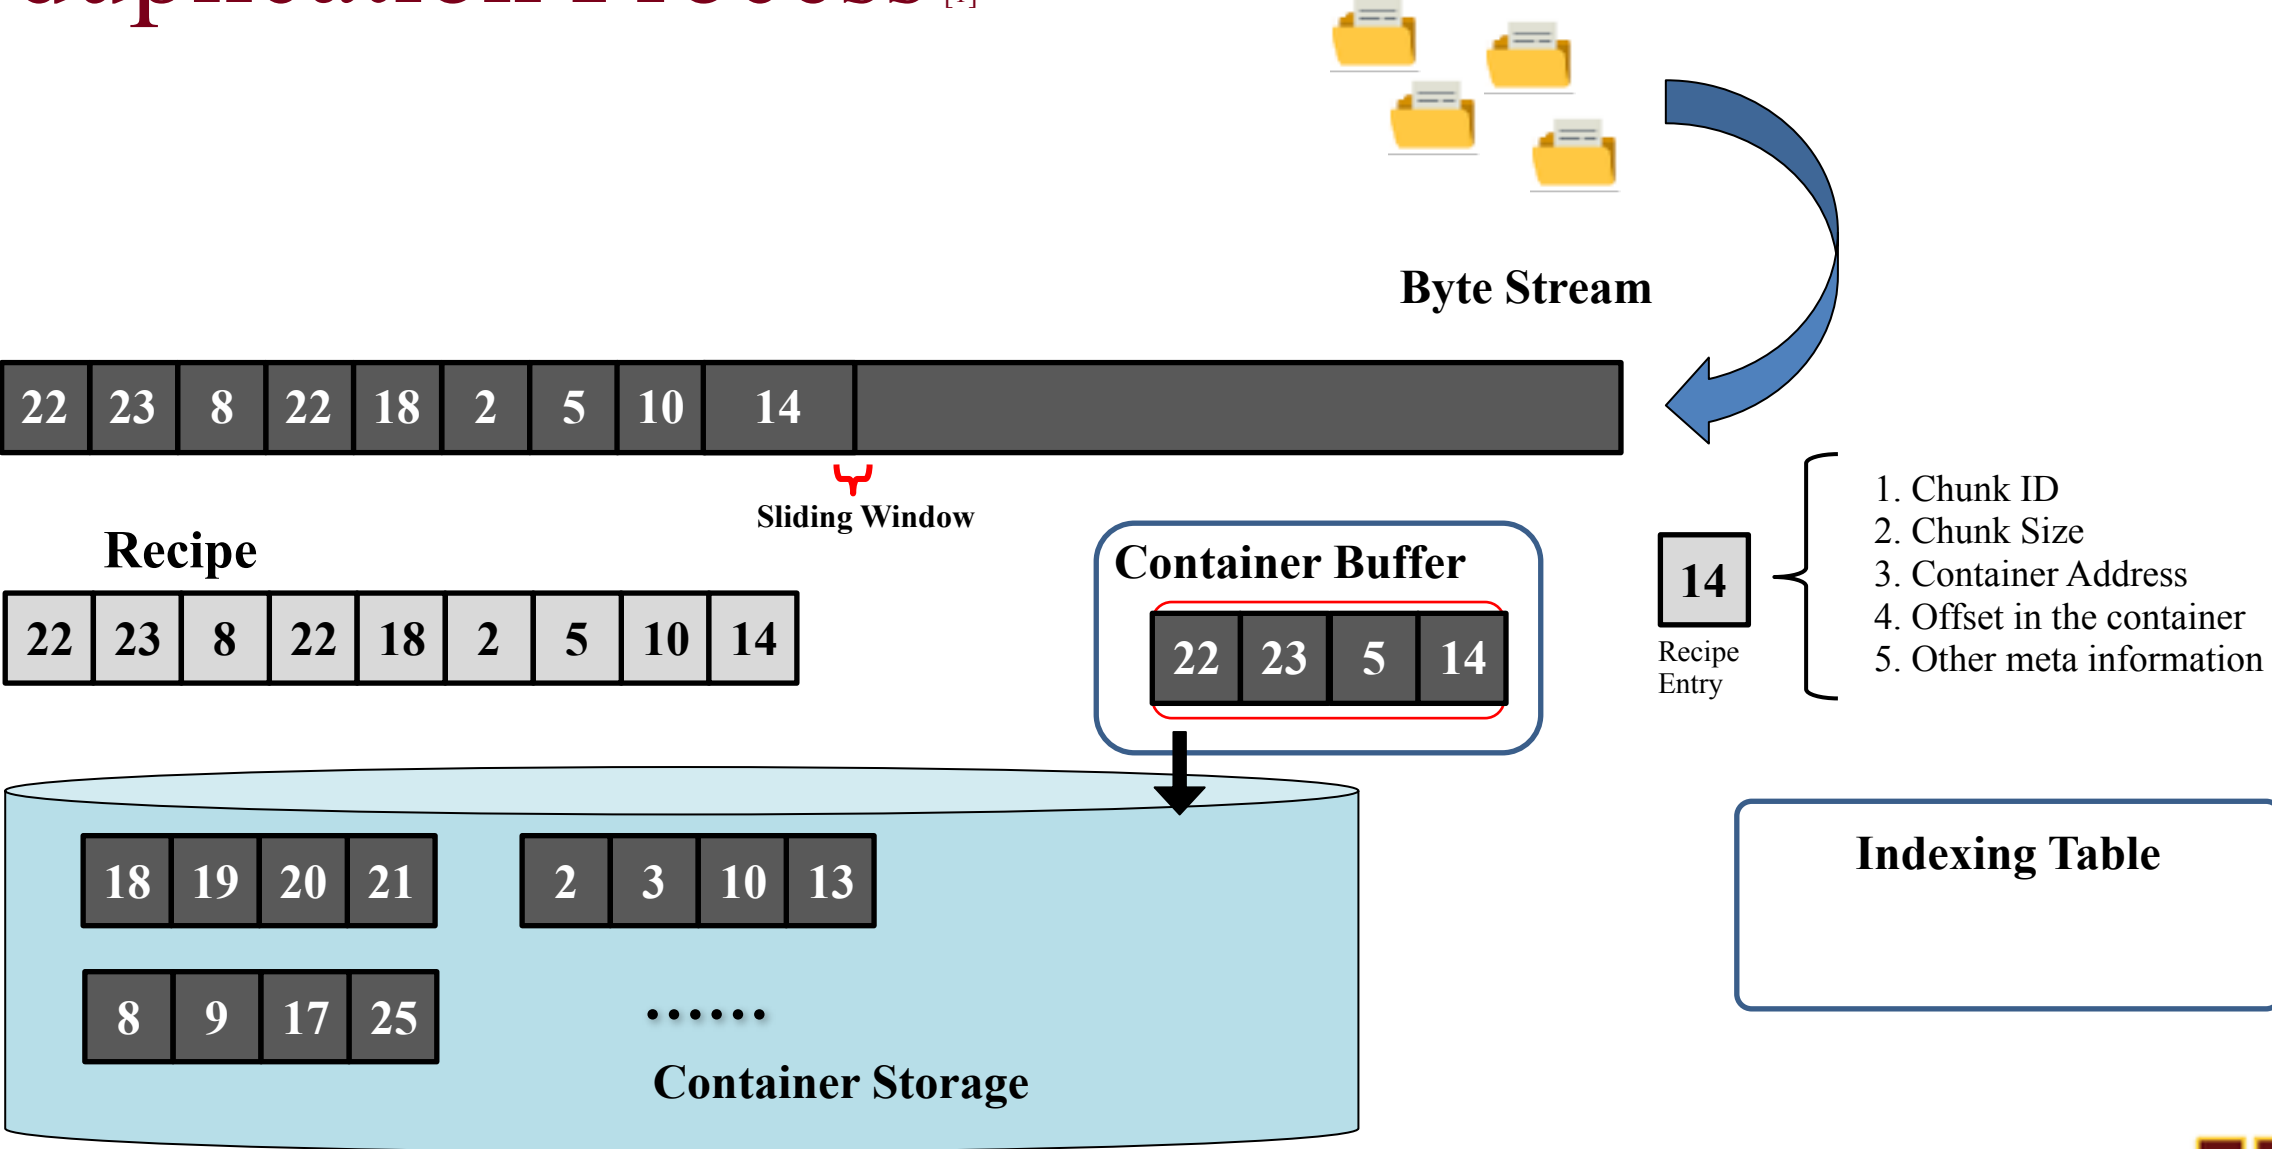 duplication Process [1]
Byte Stream
22 23 8 22 18 2 5 10 14
Sliding Window
Recipe
22 23 8 22 18 2 5 10 14
Container Buffer
22 23 5 14
14
Recipe
Entry
1. Chunk ID
2. Chunk Size
3. Container Address
4. Offset in the container
5. Other meta information
18 19 20 21
2 3 10 13
8 9 17 25
......
Container Storage
Indexing Table